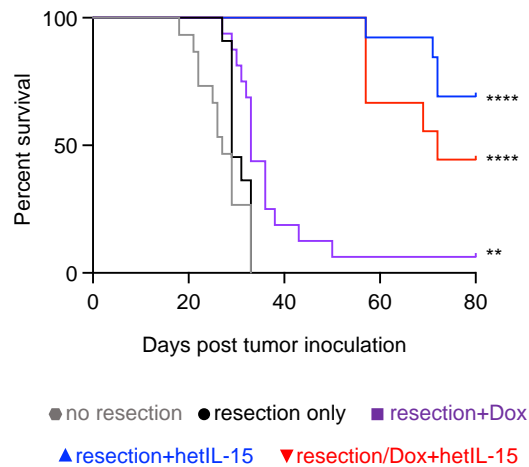 100
50
0
Percent survival
****
****
**
0 20 40 60 80
Days post tumor inoculation
no resection resection only resection+Dox
resection+hetIL-15 resection/Dox+hetIL-15